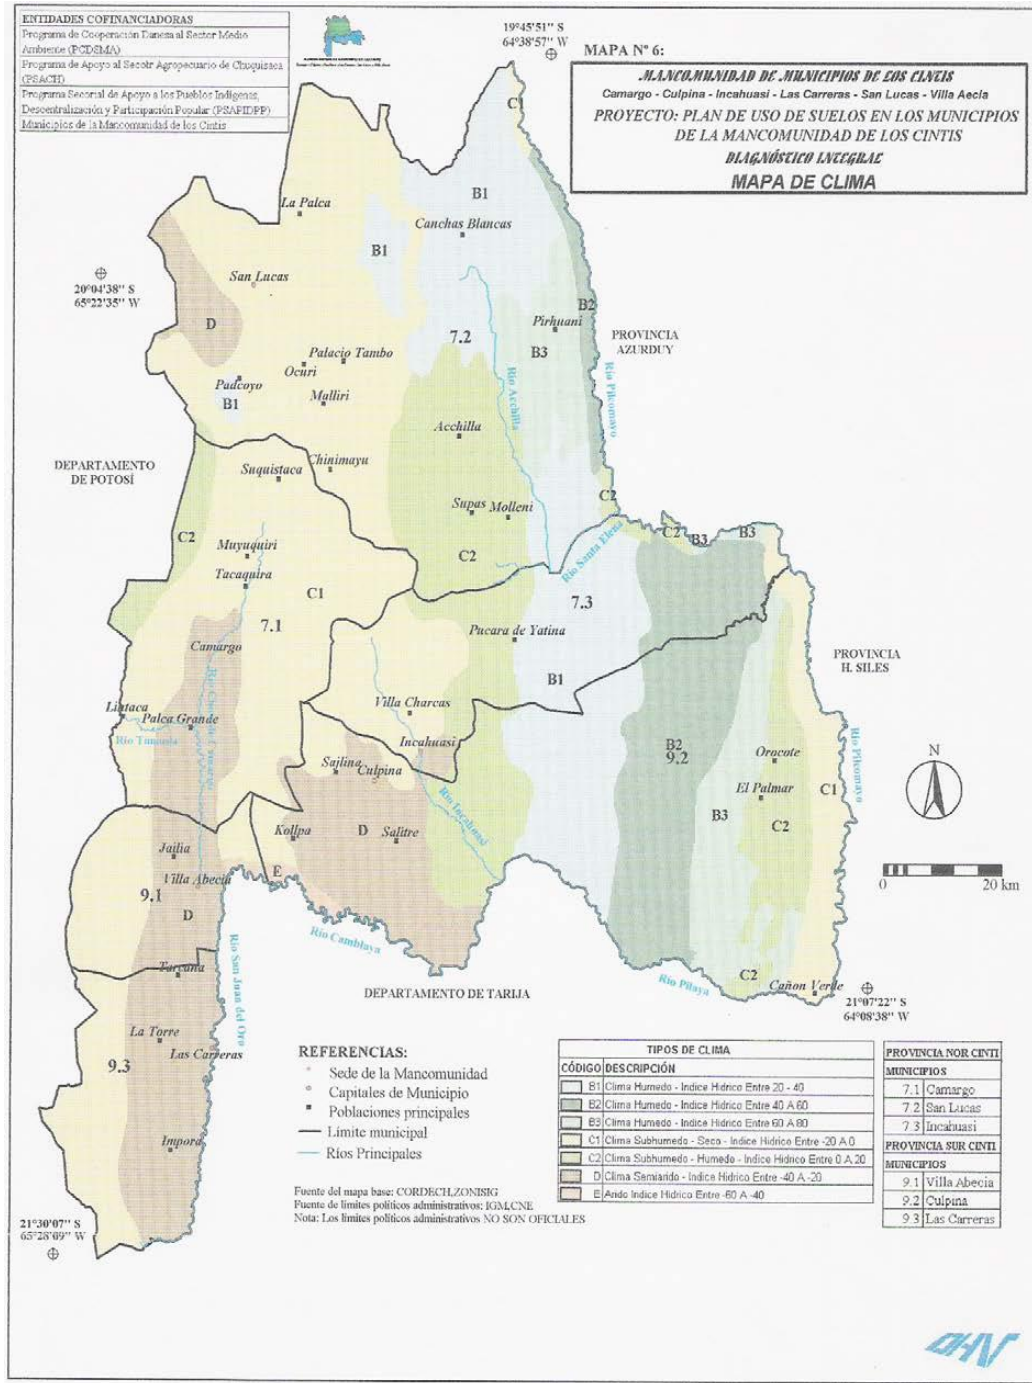 ENTIDADES COFINANCIADORAS
Programa de Cooperación Danesa al Sector Medio
Ambiente (PCDSMA)
Programa de Apoyo al Secotr Agropecuario de Chuquisaca
(PSACH)
Programa Secorial de Apoyo a los Pueblos Indígenas,
Descentralización y Participación Popular (PSAPIDPP)
Municipios de la Mancomunidad de los Cintis
19°45'51" S
64°38'57" W
MAPA N° 6:
MANCOMUNIDAD DE MUNICIPIOS DE LOS CINTIS
Camargo - Culpina - Incahuasi - Las Carreras - San Lucas - Villa Aecia
PROYECTO: PLAN DE USO DE SUELOS EN LOS MUNICIPIOS
DE LA MANCOMUNIDAD DE LOS CINTIS
DIAGNÓSTICO INTEGRAL
MAPA DE CLIMA
C1
B1
La Palca
Canchas Blancas
B1
20°04'38" S
65°22'35" W
San Lucas
D
B2
Pirhuani
PROVINCIA
AZURDUY
7.2
B3
Palacio Tambo
Ocuri
Padcoyo
B1
Malliri
Río Acchilla
Río Pilcomayo
Acchilla
DEPARTAMENTO
DE POTOSÍ
Chinimayu
Suquistaca
C2
Supas
Molleni
C2
C2
Río Santa Elena
C2
B3
B3
Muyuquiri
Tacaquira
C1
7.1
7.3
Pucara de Yatina
Camargo
PROVINCIA
H. SILES
B1
Lintaca
Palca Grande
Río Tumusla
Villa Charcas
Incahuasi
B2
9.2
Orocote
Río Pilcomayo
N
Sajlina
Culpina
El Palmar
C1
Río Incahuasi
B3
C2
Kollpa
D
Salitre
Jailia
E
0
20 km
Villa Abecia
9.1
D
Río Camblaya
Río San Juan del Oro
Tarcana
Río Pilaya
C2
Cañon Verde
DEPARTAMENTO DE TARIJA
21°07'22" S
64°08'38" W
La Torre
Las Carreras
9.3
Impora
21°30'07" S
65°28'09" W
REFERENCIAS:
Sede de la Mancomunidad
Capitales de Municipio
Poblaciones principales
Límite municipal
Ríos Principales
Fuente del mapa base: CORDECH,ZONISIG
Fuente de límites políticos administrativos: IGM,CNE
Nota: Los límites políticos administrativos NO SON OFICIALES
TIPOS DE CLIMA
CÓDIGO DESCRIPCIÓN
B1 Clima Humedo - Indice Hidrico Entre 20 - 40
B2 Clima Humedo - Indice Hidrico Entre 40 A 60
B3 Clima Humedo - Indice Hidrico Entre 60 A 80
C1 Clima Subhumedo - Seco - Indice Hidrico Entre -20 A 0
C2 Clima Subhumedo - Humedo - Indice Hidrico Entre 0 A 20
D Clima Semiarido - Indice Hidrico Entre -40 A -20
E Arido Indice Hidrico Entre -60 A -40
PROVINCIA NOR CINTI
MUNICIPIOS
7.1 Camargo
7.2 San Lucas
7.3 Incahuasi
PROVINCIA SUR CINTI
MUNICIPIOS
9.1 Villa Abecia
9.2 Culpina
9.3 Las Carreras
DHV